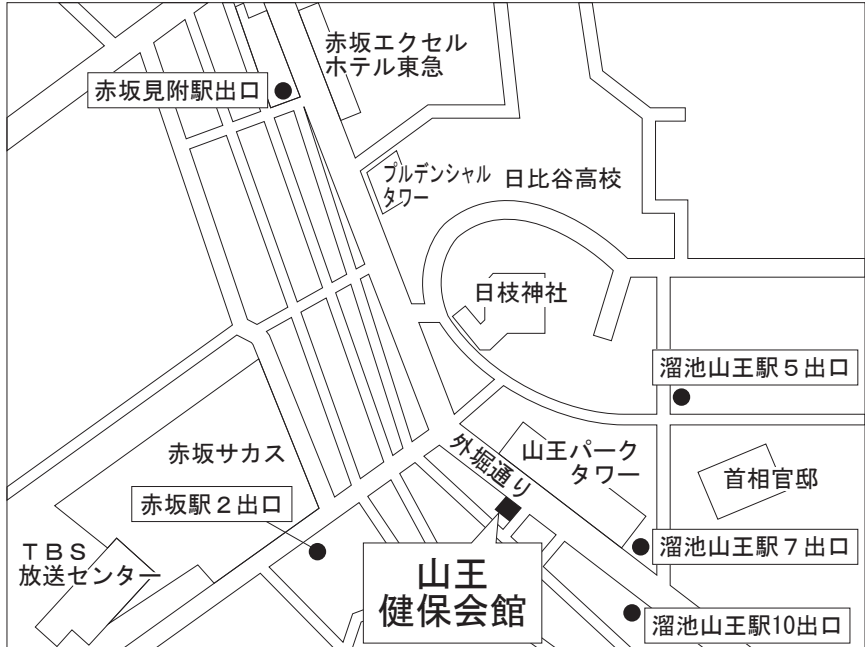 赤坂エクセル
ホテル東急
赤坂見附駅出口
プルデンシャル
タワー
日比谷高校
日枝神社
溜池山王駅５出口
外堀通り
山王パーク
タワー
赤坂サカス
首相官邸
赤坂駅２出口
ＴＢＳ
放送センター
溜池山王駅７出口
山王
健保会館
溜池山王駅10出口